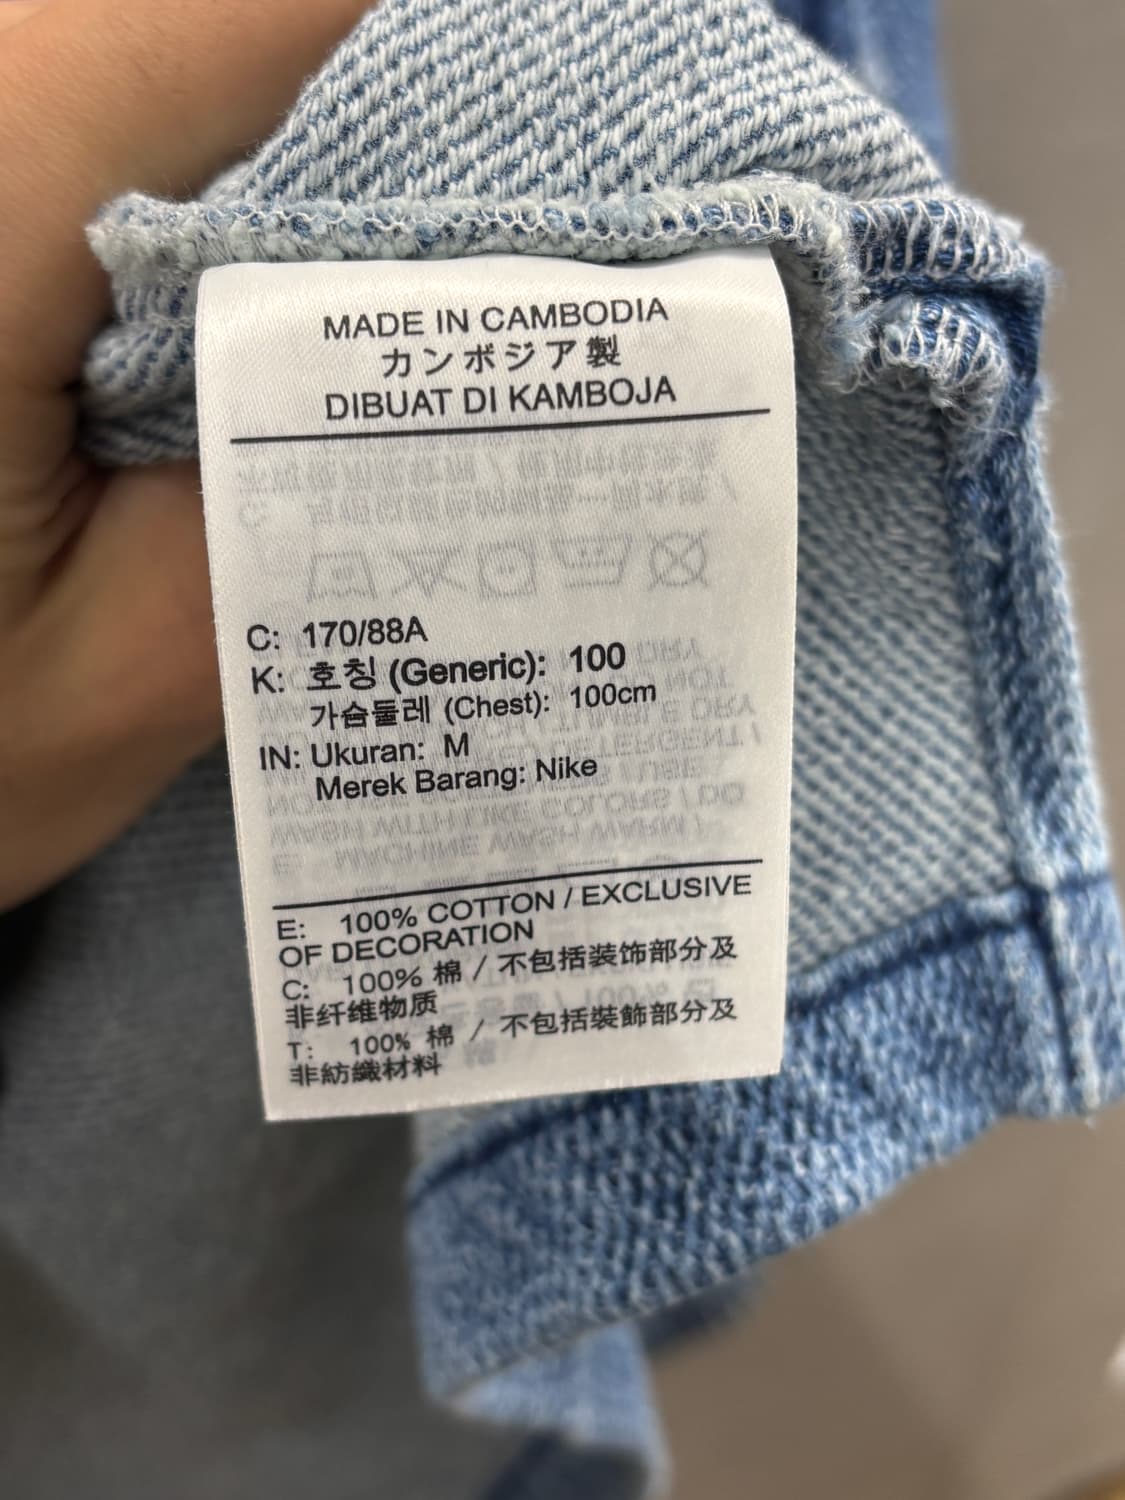 MADE IN CAMBODIA
カンボジア製
DIBUAT DI KAMBOJA
C: 170/88A
K: 호칭 (Generic): 100
가슴둘레 (Chest): 100cm
IN: Ukuran: M
Merek Barang: Nike
E: 100% COTTON / EXCLUSIVE
OF DECORATION
C: 100% 棉 / 不包括装饰部分及
非纤维物质
T: 100% 棉 / 不包括裝飾部分及
非紡織材料